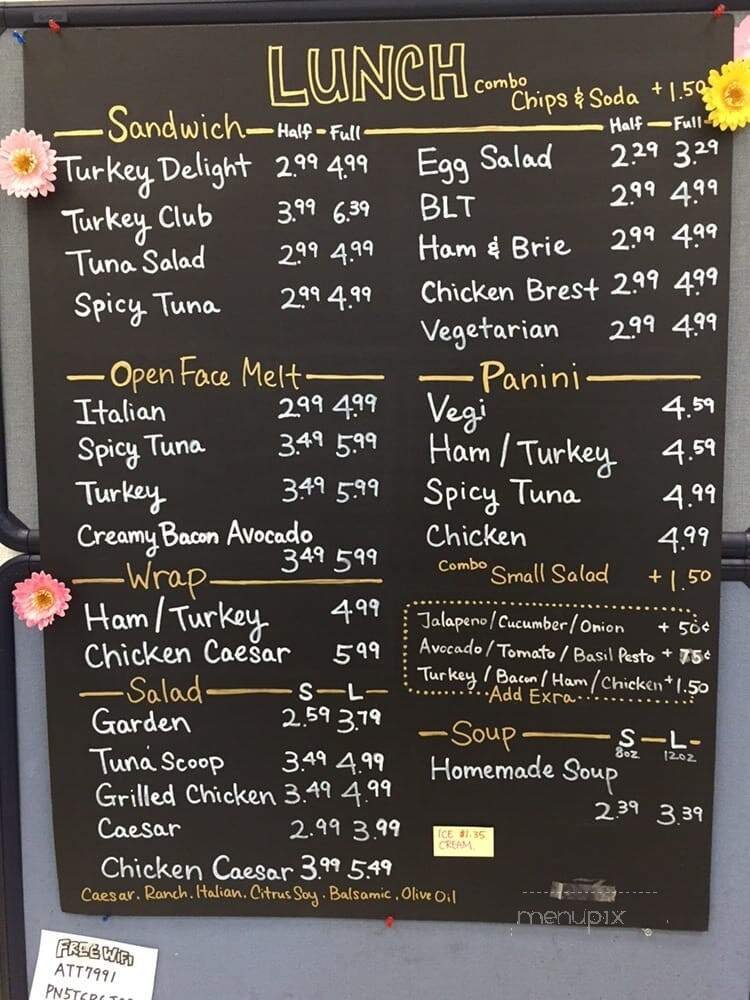 LUNCH combo Chips & Soda + 1.50
Sandwich Half - Full
Turkey Delight 2.99 4.99
Turkey Club 3.99 6.39
Tuna Salad 2.99 4.99
Spicy Tuna 2.99 4.99
Half - Full
Egg Salad 2.29 3.29
BLT 2.99 4.99
Ham & Brie 2.99 4.99
Chicken Brest 2.99 4.99
Vegetarian 2.99 4.99
Open Face Melt
Italian 2.99 4.99
Spicy Tuna 3.49 5.99
Turkey 3.49 5.99
Creamy Bacon Avocado
3.49 5.99
Panini
Vegi 4.59
Ham / Turkey 4.59
Spicy Tuna 4.99
Chicken 4.99
Combo Small Salad + 1.50
Wrap
Ham / Turkey 4.99
Chicken Caesar 5.99
Jalapeno / Cucumber / Onion + 50¢
Avocado / Tomato / Basil Pesto + 75¢
Turkey / Bacon / Ham / Chicken + 1.50
Add Exra
Salad S - L
Garden 2.59 3.79
Tuna Scoop 3.49 4.99
Grilled Chicken 3.49 4.99
Caesar 2.99 3.99
Chicken Caesar 3.99 5.49
Caesar. Ranch. Italian. Citrus Soy. Balsamic. Olive Oil
Soup S - L
8oz 12oz
Homemade Soup
2.39 3.39
ICE $1.35
CREAM.
menupix
FREE WiFi
ATT7991